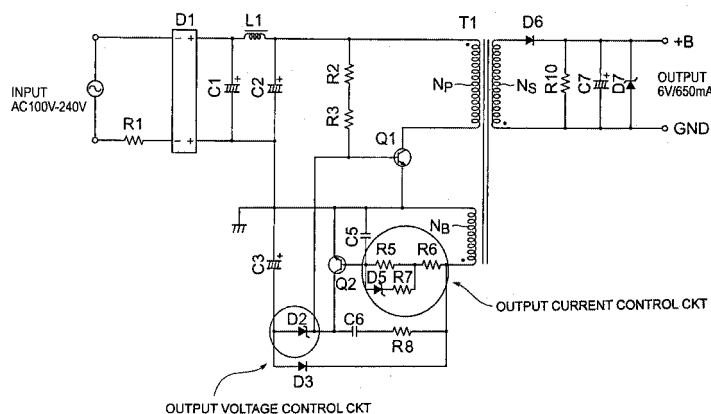 D1
L1
T1
D6
+B
INPUT
AC100V-240V
C1
C2
R2
NP
NS
R10
C7
D7
OUTPUT
6V/650mA
R3
R1
Q1
GND
NB
C5
C3
R5
R6
Q2
D5
R7
OUTPUT CURRENT CONTROL CKT
D2
C6
R8
D3
OUTPUT VOLTAGE CONTROL CKT